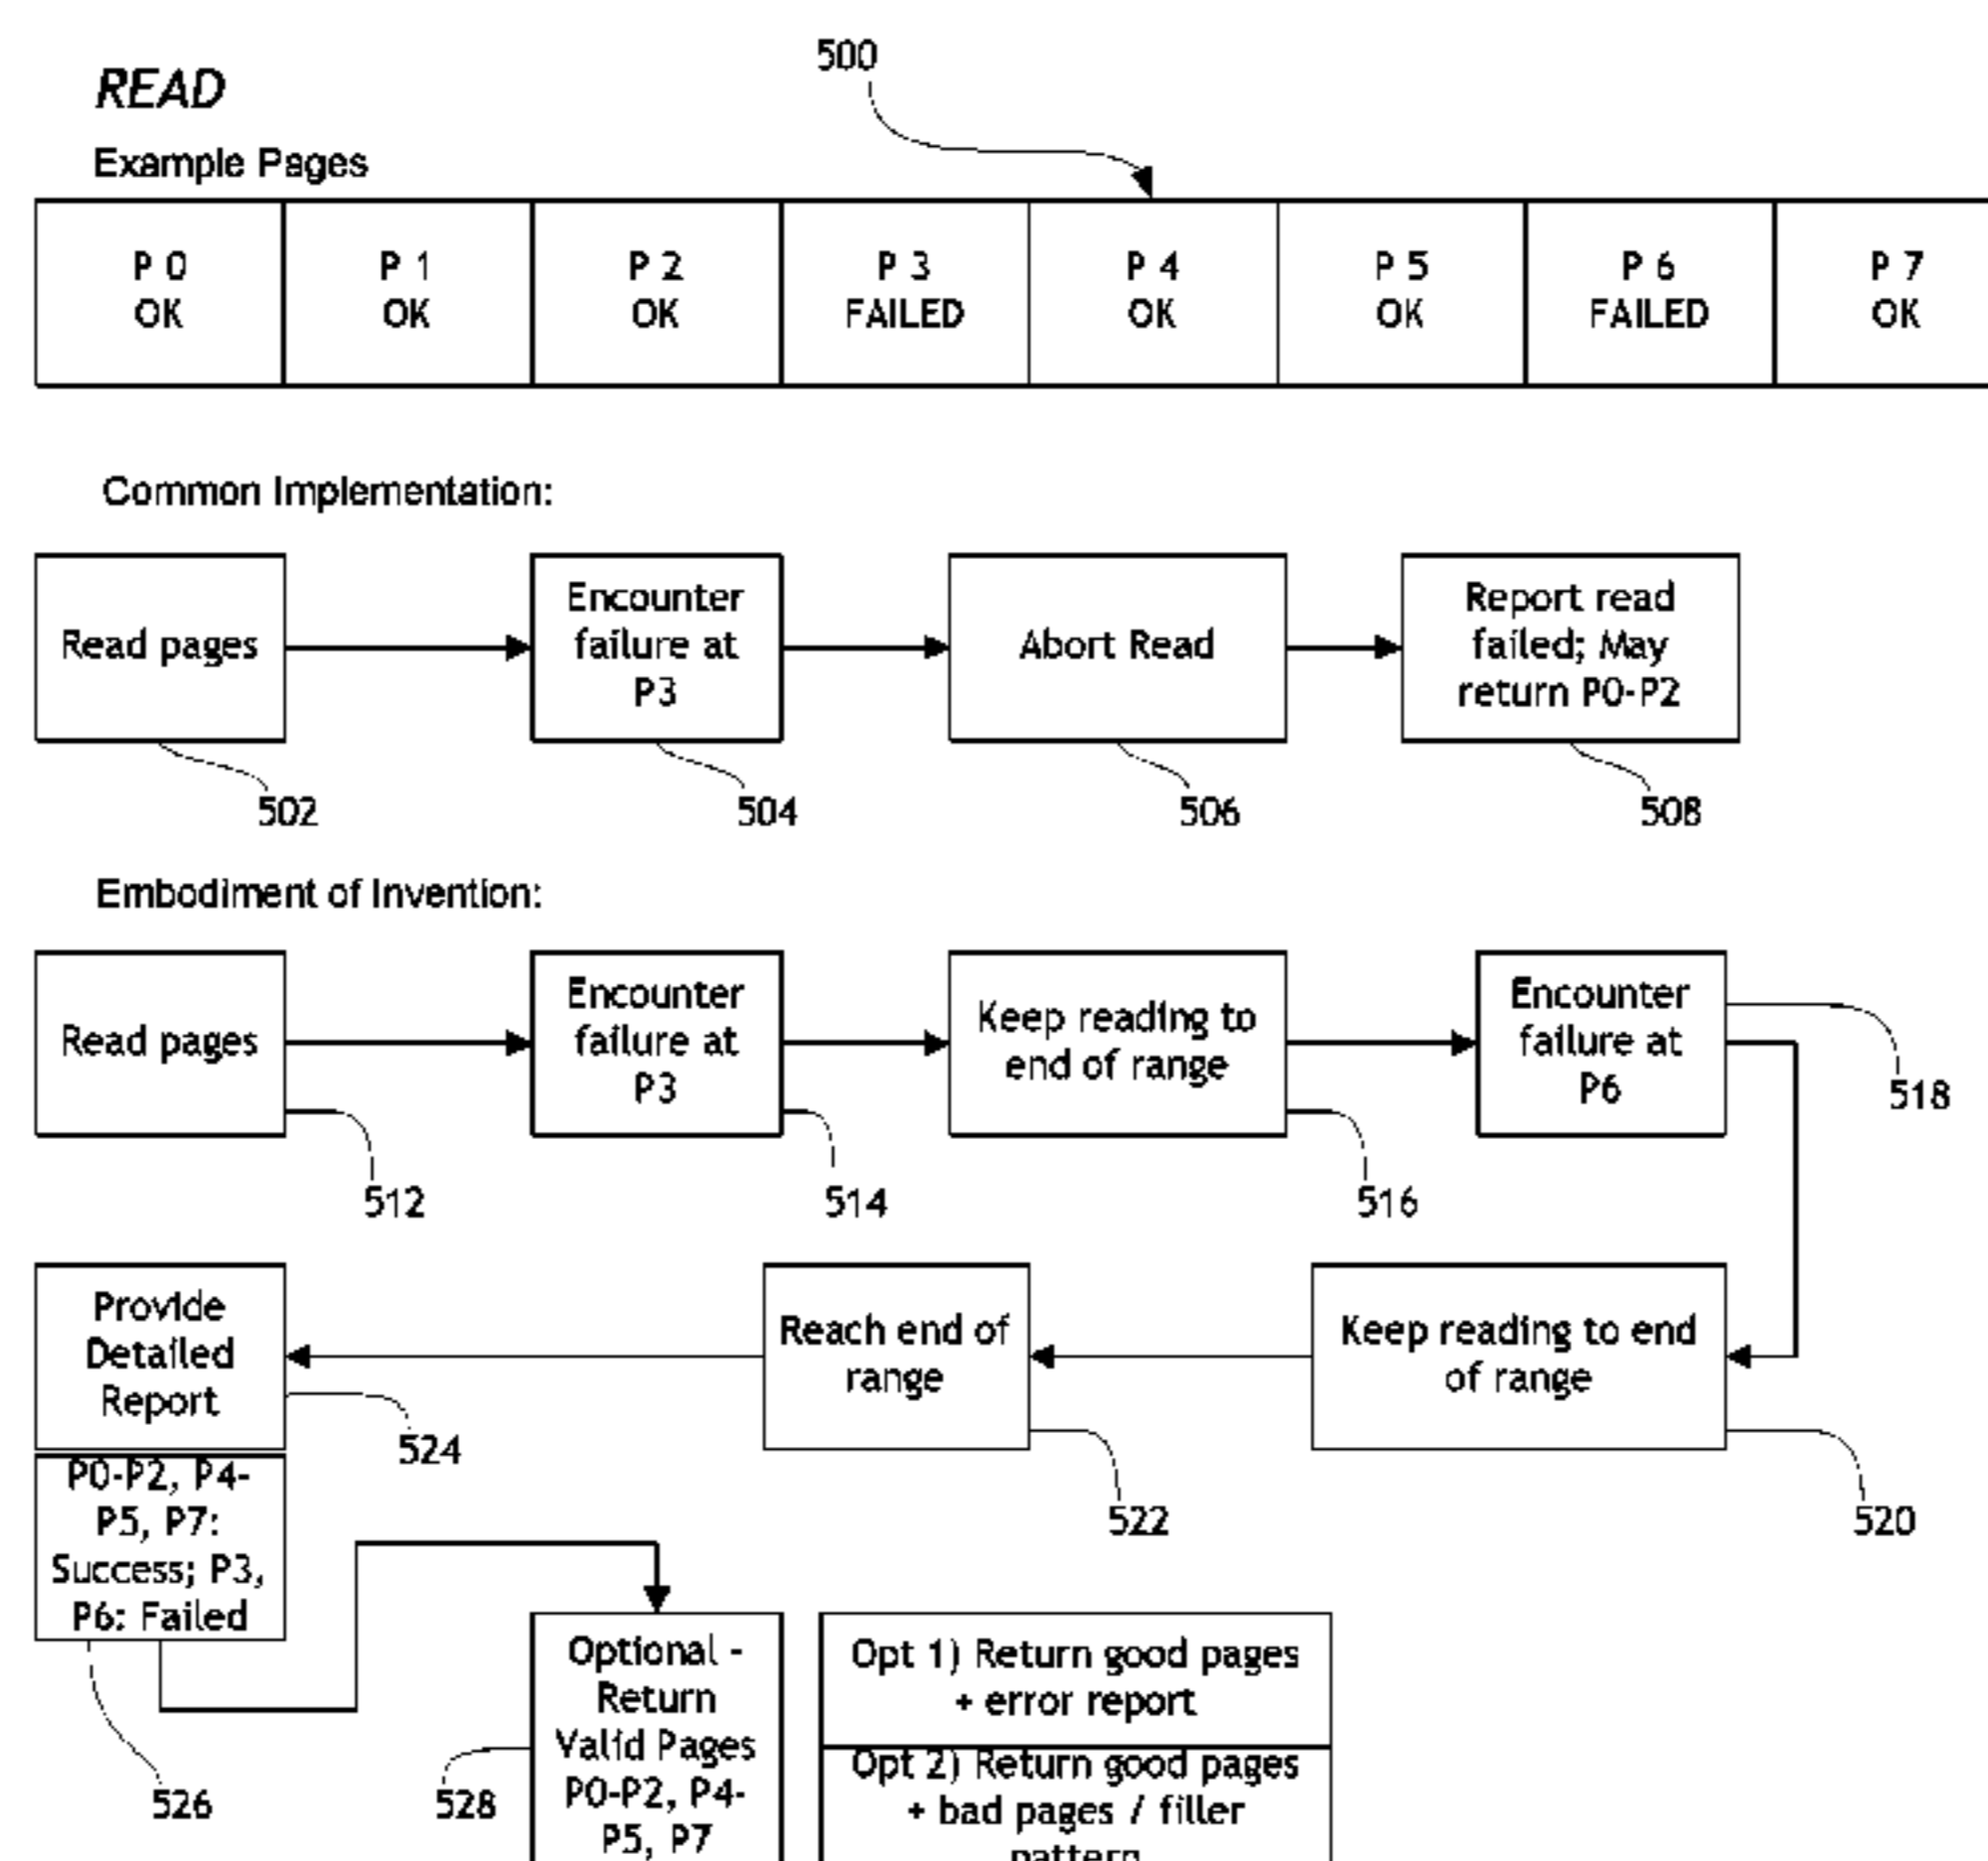 500
READ
Example Pages
P 0
OK
P 1
OK
P 2
OK
P 3
FAILED
P 4
OK
P 5
OK
P 6
FAILED
P 7
OK
Common Implementation:
Read pages
Encounter
failure at
P3
Abort Read
Report read
failed; May
return P0-P2
502
504
506
508
Embodiment of Invention:
Read pages
Encounter
failure at
P3
Keep reading to
end of range
Encounter
failure at
P6
518
512
514
516
Provide
Detailed
Report
Reach end of
range
Keep reading to end
of range
524
522
520
P0-P2, P4-
P5, P7:
Success; P3,
P6: Failed
Optional -
Return
Valid Pages
P0-P2, P4-
P5, P7
Opt 1) Return good pages
+ error report
Opt 2) Return good pages
+ bad pages / filler
pattern
526
528